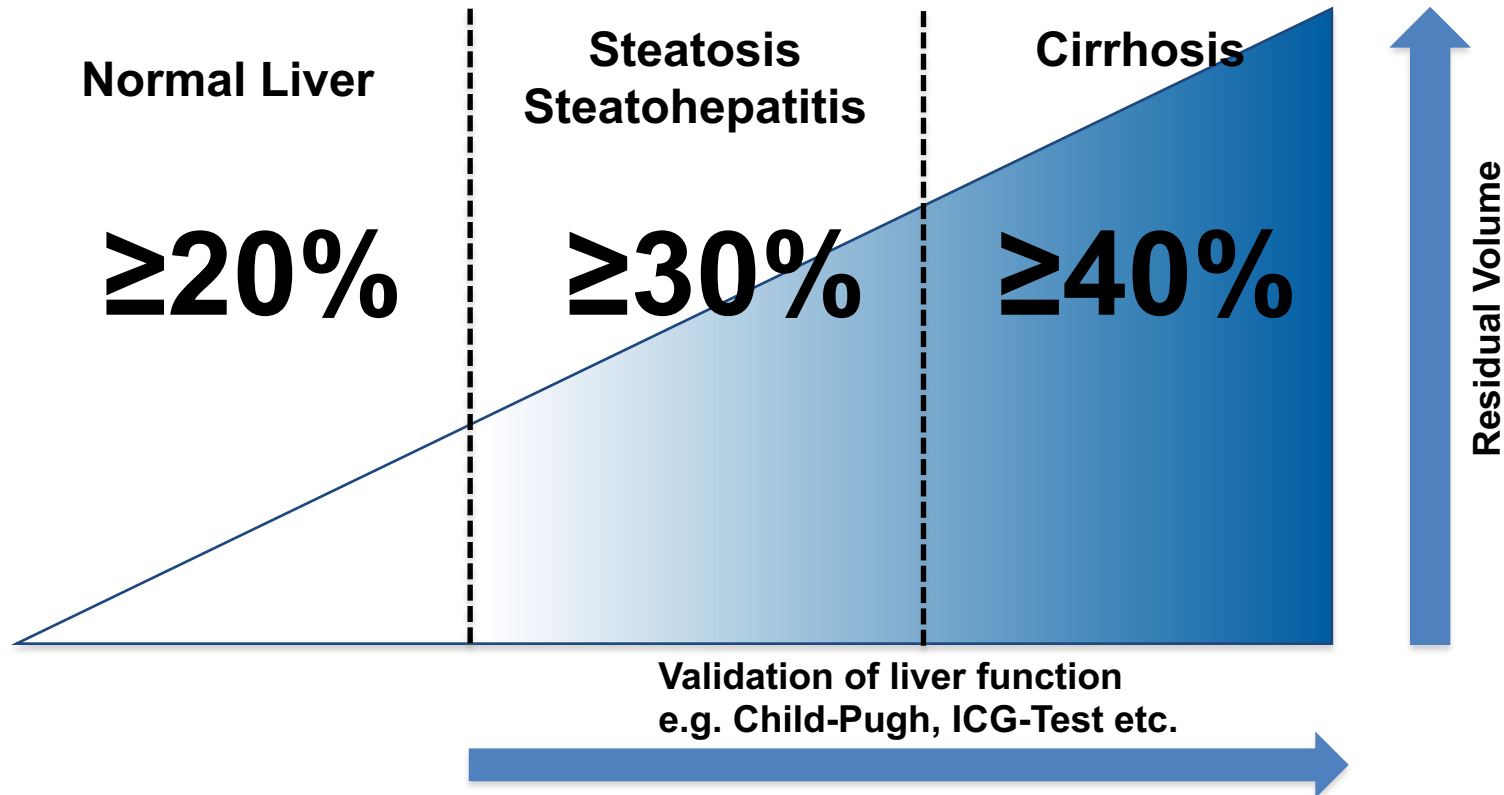 Normal Liver
Steatosis
Steatohepatitis
Cirrhosis
≥20%
≥30%
≥40%
Residual Volume
Validation of liver function
e.g. Child-Pugh, ICG-Test etc.